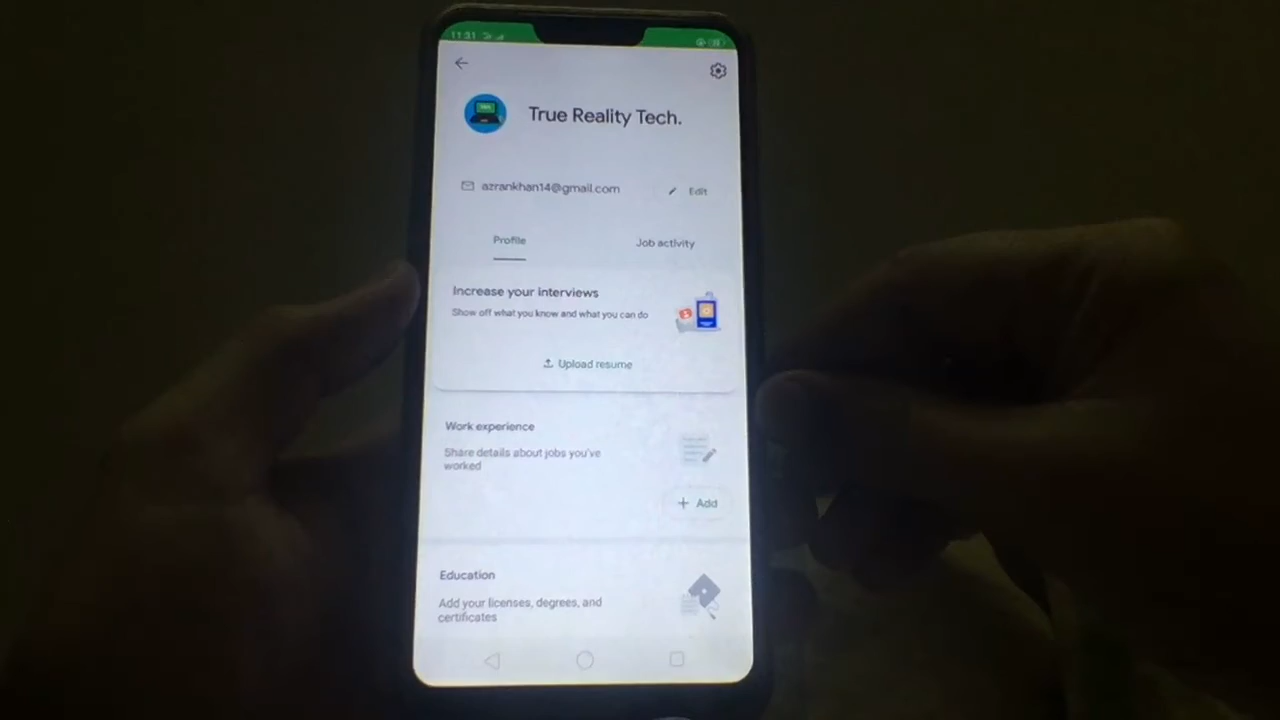 11:31
True Reality Tech.
azrankhan14@gmail.com
Edit
Profile
Job activity
Increase your interviews
Show off what you know and what you can do
Upload resume
Work experience
Share details about jobs you've
worked
+ Add
Education
Add your licenses, degrees, and
certificates